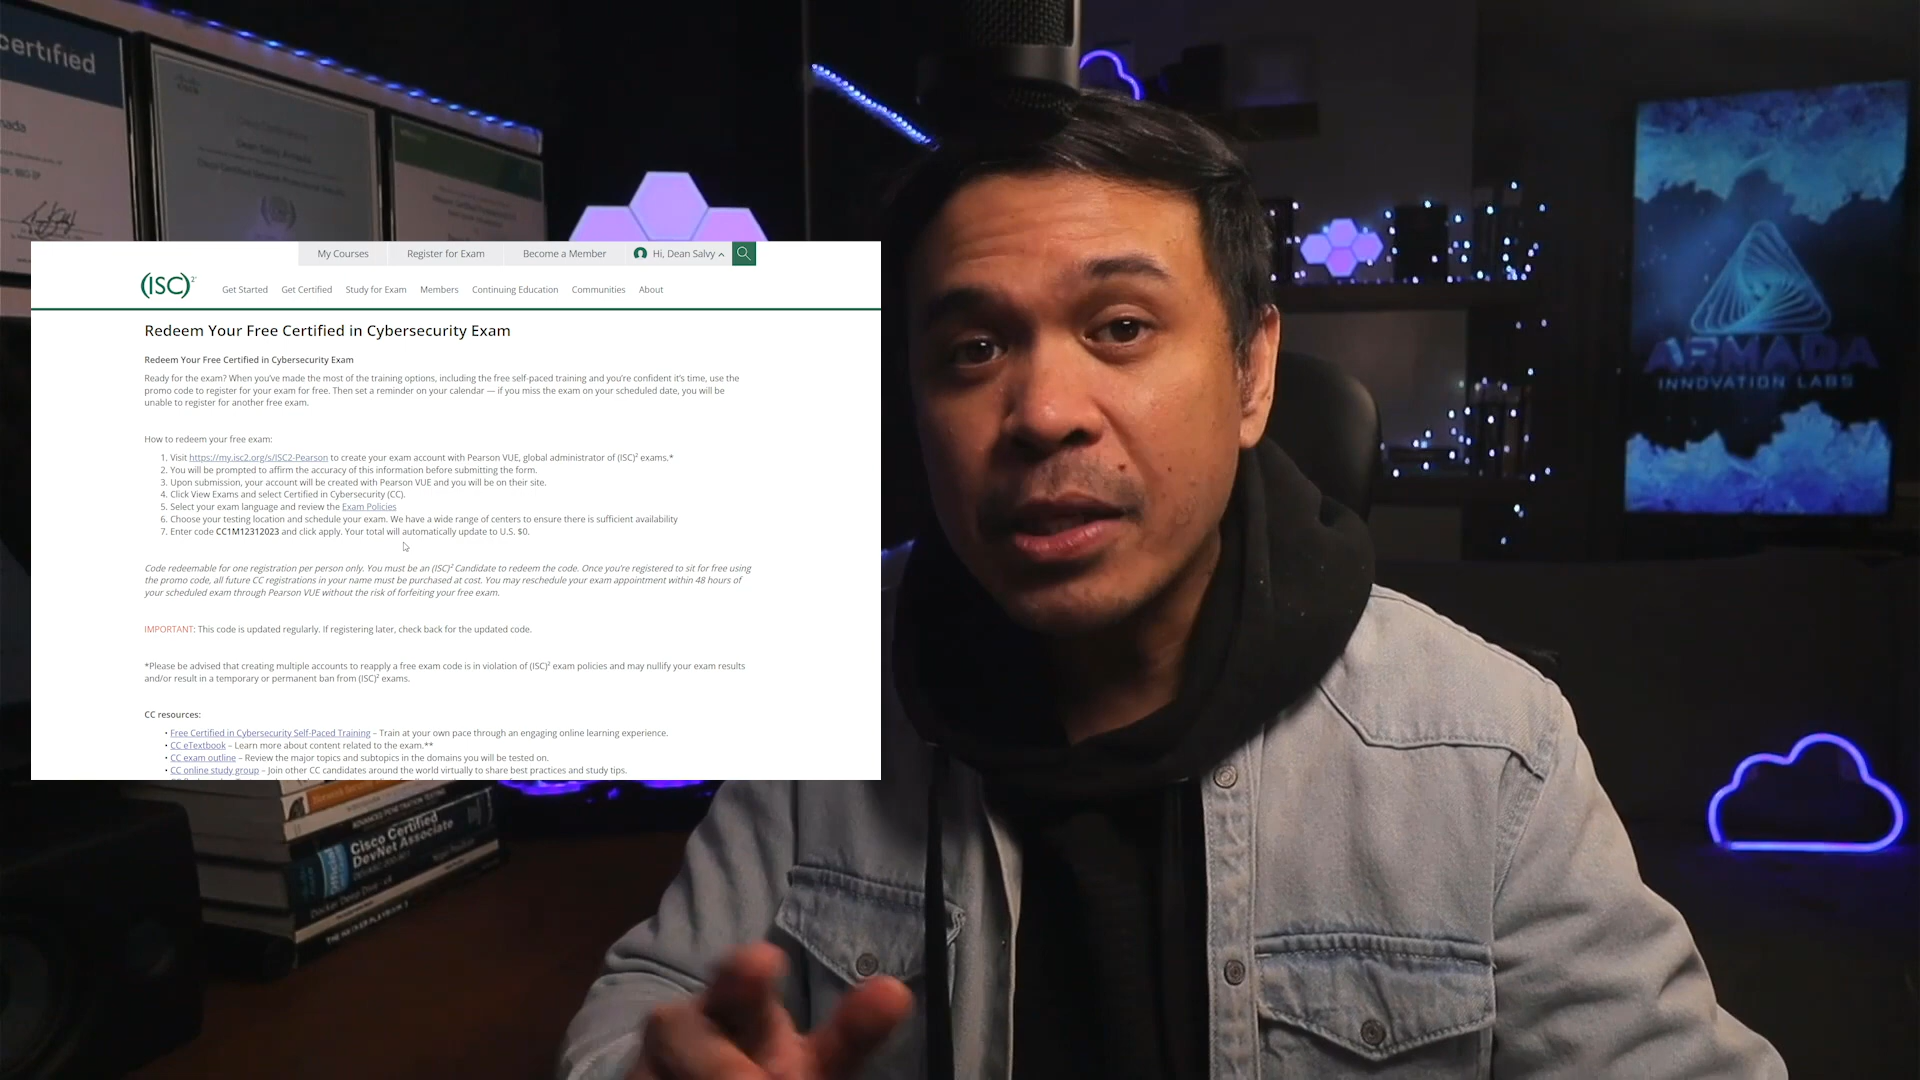 certified
Dean Salvy Armada
My Courses
Register for Exam
Become a Member
Hi, Dean Salvy
(ISC)²
Get Started
Get Certified
Study for Exam
Members
Continuing Education
Communities
About
Redeem Your Free Certified in Cybersecurity Exam
Redeem Your Free Certified in Cybersecurity Exam
Ready for the exam? When you've made the most of the training options, including the free self-paced training and you're confident it's time, use the
promo code to register for your exam for free. Then set a reminder on your calendar — if you miss the exam on your scheduled date, you will be
unable to register for another free exam.
How to redeem your free exam:
1. Visit https://my.isc2.org/s/ISC2-Pearson to create your exam account with Pearson VUE, global administrator of (ISC)² exams.*
2. You will be prompted to affirm the accuracy of this information before submitting the form.
3. Upon submission, your account will be created with Pearson VUE and you will be on their site.
4. Click View Exams and select Certified in Cybersecurity (CC).
5. Select your exam language and review the Exam Policies
6. Choose your testing location and schedule your exam. We have a wide range of centers to ensure there is sufficient availability
7. Enter code CC1M12312023 and click apply. Your total will automatically update to U.S. $0.
Code redeemable for one registration per person only. You must be an (ISC)² Candidate to redeem the code. Once you're registered to sit for free using
the promo code, all future CC registrations in your name must be purchased at cost. You may reschedule your exam appointment within 48 hours of
your scheduled exam through Pearson VUE without the risk of forfeiting your free exam.
IMPORTANT: This code is updated regularly. If registering later, check back for the updated code.
*Please be advised that creating multiple accounts to reapply a free exam code is in violation of (ISC)² exam policies and may nullify your exam results
and/or result in a temporary or permanent ban from (ISC)² exams.
CC resources:
• Free Certified in Cybersecurity Self-Paced Training – Train at your own pace through an engaging online learning experience.
• CC eTextbook – Learn more about content related to the exam.**
• CC exam outline – Review the major topics and subtopics in the domains you will be tested on.
• CC online study group – Join other CC candidates around the world virtually to share best practices and study tips.
ARMADA
INNOVATION LABS
ADVANCED PENETRATION TESTING
Cisco Certified
DevNet Associate
Docker Deep Dive
THE HACKER PLAYBOOK 3